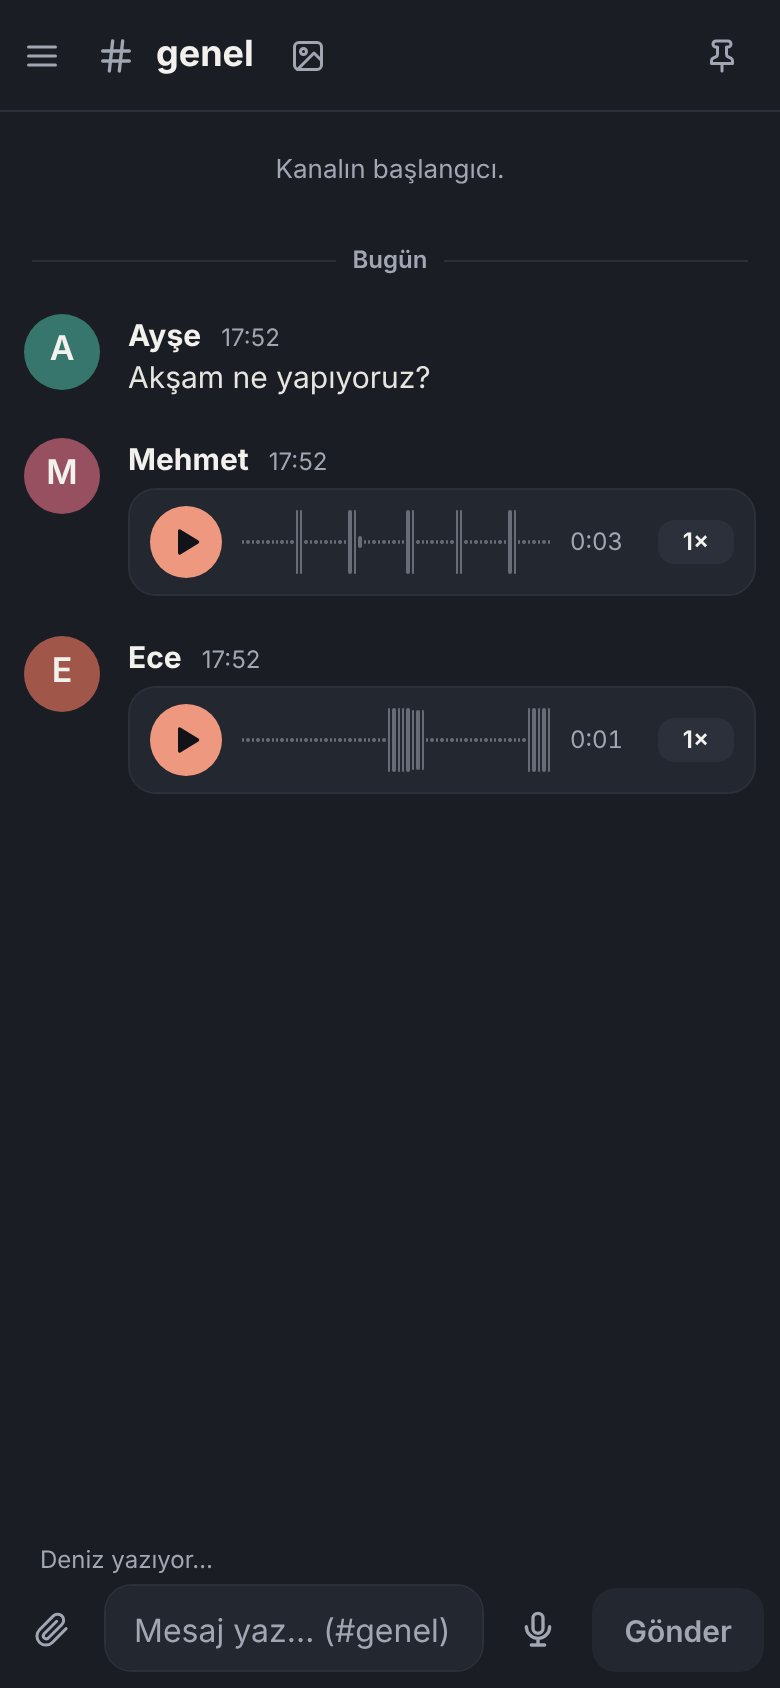 # genel
Kanalın başlangıcı.
Bugün
A
Ayşe 17:52
Akşam ne yapıyoruz?
M
Mehmet 17:52
0:03 1×
E
Ece 17:52
0:01 1×
Deniz yazıyor...
Mesaj yaz... (#genel)
Gönder